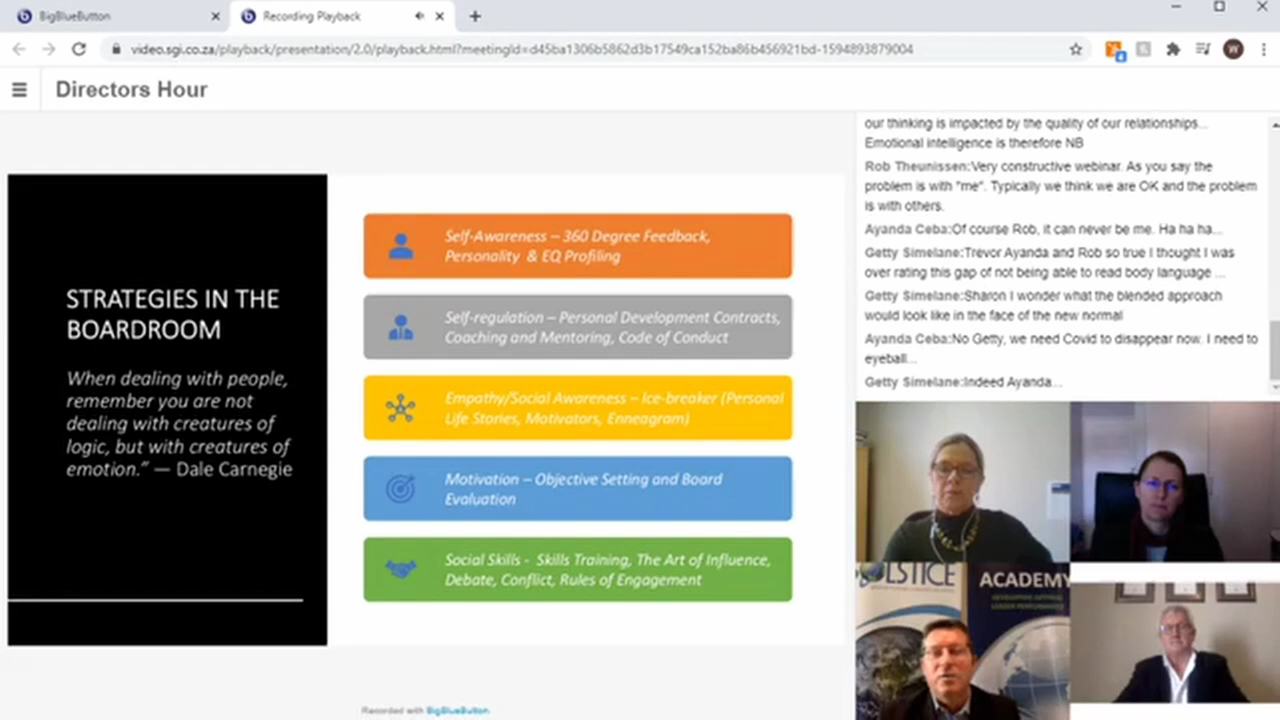 BigBlueButton
Recording Playback
video.sgi.co.za/playback/presentation/2.0/playback.html?meetingId=d45ba1306b5862d3b17549ca152ba86b456921bd-1594893879004
W
Directors Hour
STRATEGIES IN THE
BOARDROOM
When dealing with people,
remember you are not
dealing with creatures of
logic, but with creatures of
emotion.” — Dale Carnegie
Self-Awareness – 360 Degree Feedback,
Personality & EQ Profiling
Self-regulation – Personal Development Contracts,
Coaching and Mentoring, Code of Conduct
Empathy/Social Awareness – Ice-breaker (Personal
Life Stories, Motivators, Enneagram)
Motivation – Objective Setting and Board
Evaluation
Social Skills - Skills Training, The Art of Influence,
Debate, Conflict, Rules of Engagement
Recorded with BigBlueButton
our thinking is impacted by the quality of our relationships...
Emotional intelligence is therefore NB
Rob Theunissen:Very constructive webinar. As you say the
problem is with "me". Typically we think we are OK and the problem
is with others.
Ayanda Ceba:Of course Rob, it can never be me. Ha ha ha...
Getty Simelane:Trevor Ayanda and Rob so true I thought I was
over rating this gap of not being able to read body language ...
Getty Simelane:Sharon I wonder what the blended approach
would look like in the face of the new normal
Ayanda Ceba:No Getty, we need Covid to disappear now. I need to
eyeball...
Getty Simelane:Indeed Ayanda...
OLSTICE
ACADEMY